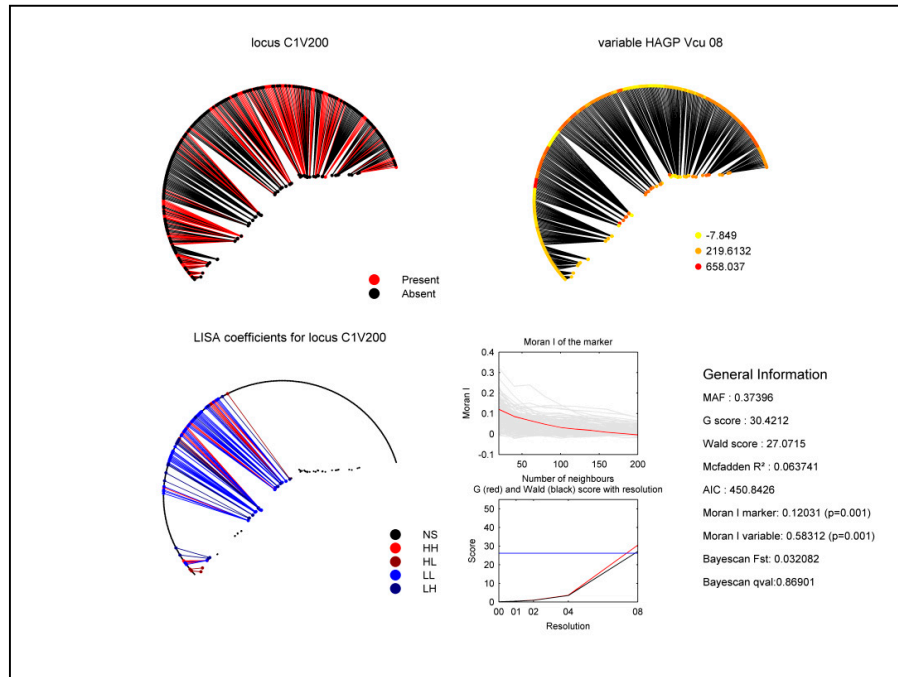 locus C1V200
variable HAGP Vcu 08
Present
Absent
-7.849
219.6132
658.037
LISA coefficients for locus C1V200
NS
HH
HL
LL
LH
Moran I of the marker
Moran I
0.4
0.3
0.2
0.1
0
-0.1
50
100
150
200
Number of neighbours
G (red) and Wald (black) score with resolution
Score
50
40
30
20
10
0
00
01
02
04
08
Resolution
General Information
MAF : 0.37396
G score : 30.4212
Wald score : 27.0715
Mcfadden R² : 0.063741
AIC : 450.8426
Moran I marker: 0.12031 (p=0.001)
Moran I variable: 0.58312 (p=0.001)
Bayescan Fst: 0.032082
Bayescan qval:0.86901